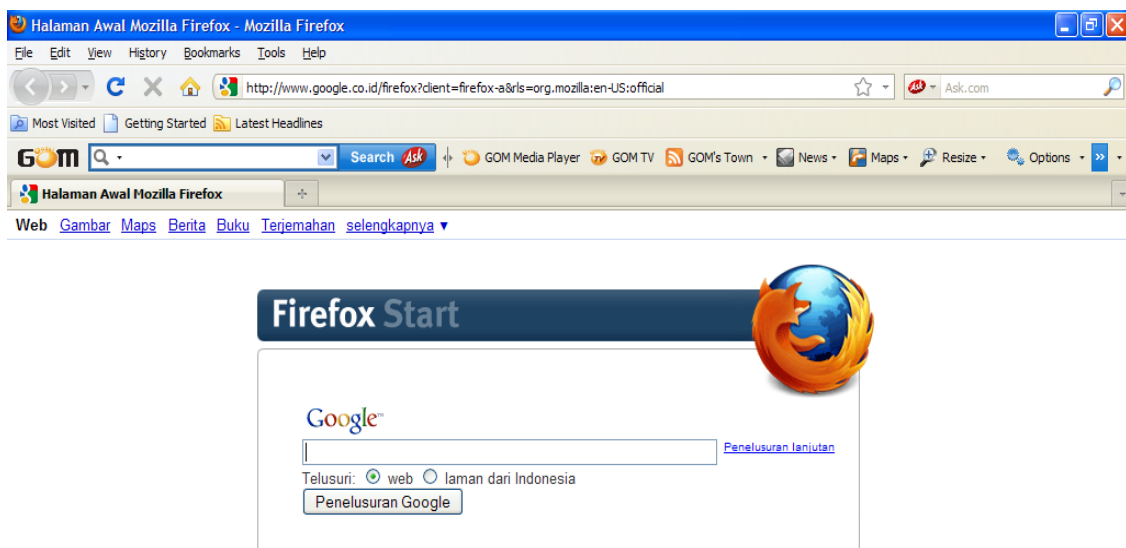 Halaman Awal Mozilla Firefox - Mozilla Firefox
File Edit View History Bookmarks Tools Help
http://www.google.co.id/firefox?client=firefox-a&rls=org.mozilla:en-US:official Ask Ask.com
Most Visited Getting Started Latest Headlines
GOM Search Ask GOM Media Player GOM TV GOM's Town News Maps Resize Options »
Halaman Awal Mozilla Firefox
Web Gambar Maps Berita Buku Terjemahan selengkapnya ▼
Firefox Start
Google™
Penelusuran lanjutan
Telusuri: web laman dari Indonesia
Penelusuran Google